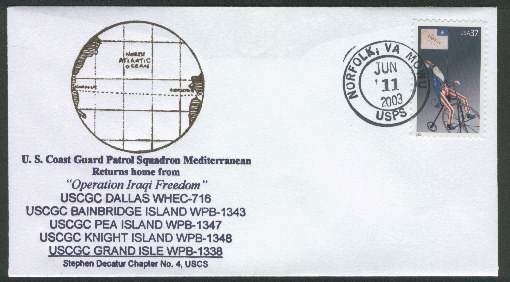 NORTH
ATLANTIC
OCEAN
U. S. Coast Guard Patrol Squadron Mediterranean
Returns home from
"Operation Iraqi Freedom"
USCGC DALLAS WHEC-716
USCGC BAINBRIDGE ISLAND WPB-1343
USCGC PEA ISLAND WPB-1347
USCGC KNIGHT ISLAND WPB-1348
USCGC GRAND ISLE WPB-1338
Stephen Decatur Chapter No. 4, USCS
NORFOLK, VA
JUN
11
2003
USPS
USA 37